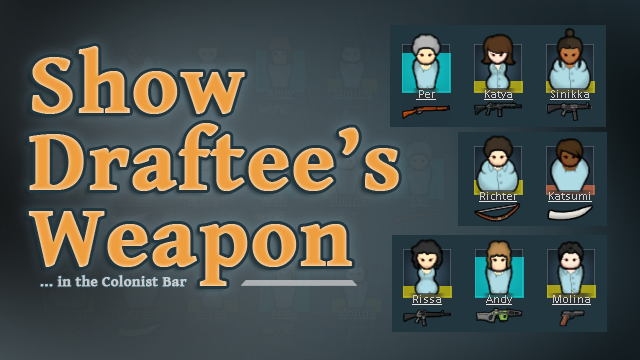 Show
Draftee's
Weapon
... in the Colonist Bar
Per Katya Sinikka
Richter Katsumi
Rissa Andy Molina